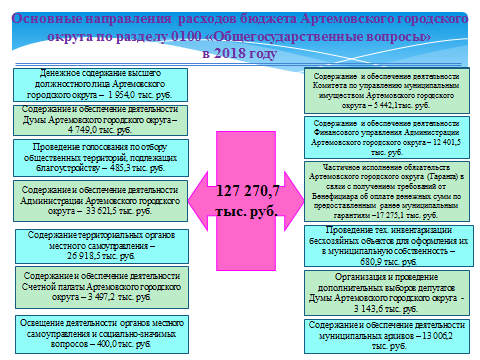 Основные направления расходов бюджета Артемовского городского
округа по разделу 0100 «Общегосударственные вопросы»
в 2018 году
Денежное содержание высшего
должностного лица Артемовского
городского округа – 1 954,0 тыс. руб.
Содержание и обеспечение деятельности
Думы Артемовского городского округа –
4 749,0 тыс. руб.
Проведение голосования по отбору
общественных территорий, подлежащих
благоустройству – 485,3 тыс. руб.
Содержание и обеспечение деятельности
Администрации Артемовского городского
округа – 33 621,5 тыс. руб.
Содержание территориальных органов
местного самоуправления –
26 918,5 тыс. руб.
Содержание и обеспечение деятельности
Счетной палаты Артемовского городского
округа – 3 497,2 тыс. руб.
Освещение деятельности органов местного
самоуправления и социально-значимых
вопросов – 400,0 тыс. руб.
127 270,7
тыс. руб.
Содержание и обеспечение деятельности
Комитета по управлению муниципальным
имуществом Артемовского городского
округа – 5 442,1тыс. руб.
Содержание и обеспечение деятельности
Финансового управления Администрации
Артемовского городского округа – 12 401,5
тыс. руб.
Частичное исполнение обязательств
Артемовского городского округа (Гаранта) в
связи с получением требований от
Бенефициара об оплате денежных сумм по
предоставленным ранее муниципальным
гарантиям –17 275,1 тыс. руб.
Проведение тех. инвентаризации
бесхозяйных объектов для оформления их
в муниципальную собственность –
680,9 тыс. руб.
Организация и проведение
дополнительных выборов депутатов
Думы Артемовского городского округа -
3 143,6 тыс. руб.
Содержание и обеспечение деятельности
муниципальных архивов – 13 006,2
тыс. руб.